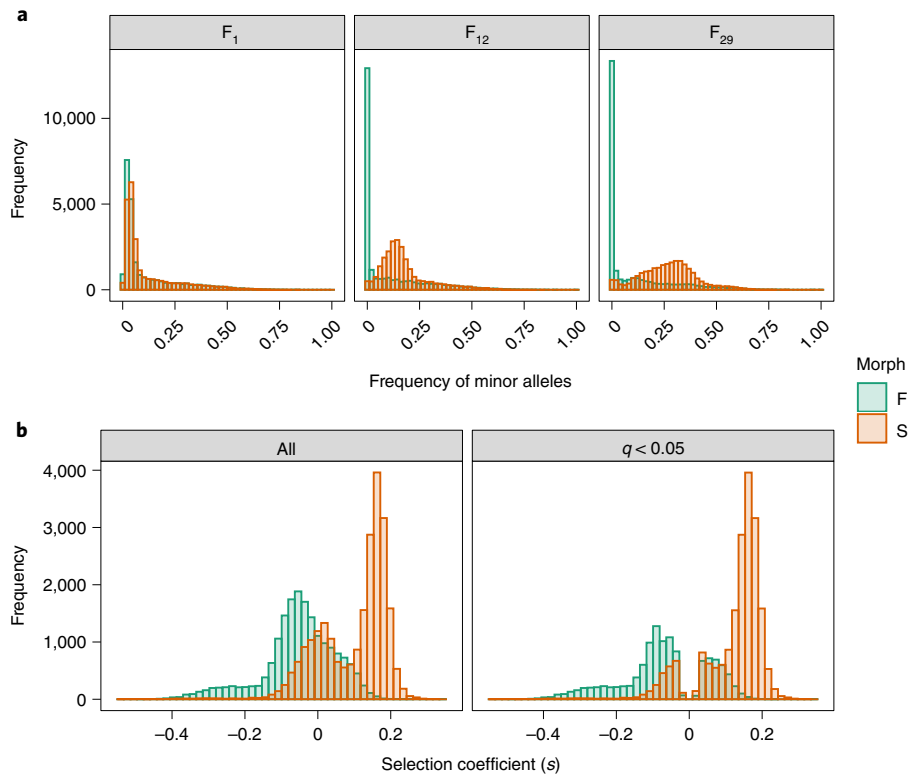 a
F1 F12 F29
10,000
5,000
0
Frequency
0 0.25 0.50 0.75 1.00 0 0.25 0.50 0.75 1.00 0 0.25 0.50 0.75 1.00
Frequency of minor alleles
Morph
F
S
b
All q < 0.05
4,000
3,000
2,000
1,000
0
Frequency
–0.4 –0.2 0 0.2 –0.4 –0.2 0 0.2
Selection coefficient (s)